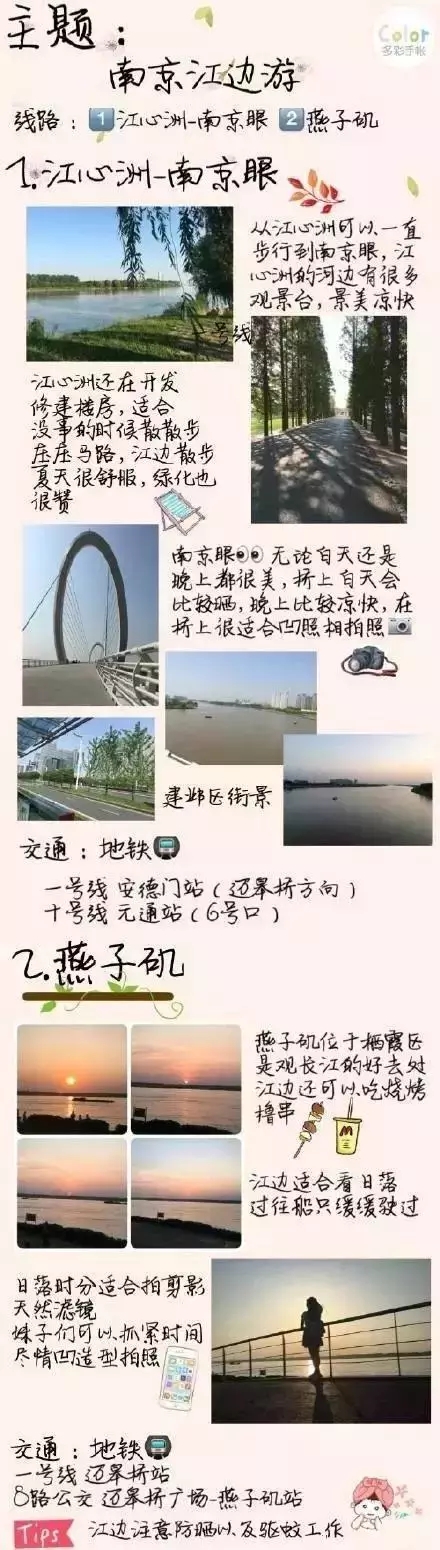 主题：
Color
多彩手帐
南京江边游
线路：1江心洲-南京眼 2燕子矶
1.江心洲-南京眼
从江心洲可以一直
步行到南京眼，江
心洲的河边有很多
观景台，景美凉快
一号线
江心洲还在开发
修建楼房，适合
没事的时候散散步
压压马路，江边散步
夏天很舒服，绿化也
很赞
南京眼👀无论白天还是
晚上都很美，桥上白天会
比较晒，晚上比较凉快，在
桥上很适合凹照相拍照📷
建邺区街景
交通：地铁🚇
一号线 安德门站（迈皋桥方向）
十号线 元通站（6号口）
2.燕子矶
燕子矶位于栖霞区
是观长江的好去处
江边还可以吃烧烤
撸串
江边适合看日落
过往船只缓缓驶过
日落时分适合拍剪影
天然滤镜
妹子们可以抓紧时间
尽情凹造型拍照
交通：地铁🚇
一号线 迈皋桥站
8路公交 迈皋桥广场-燕子矶站
Tips 江边注意防晒以及驱蚊工作